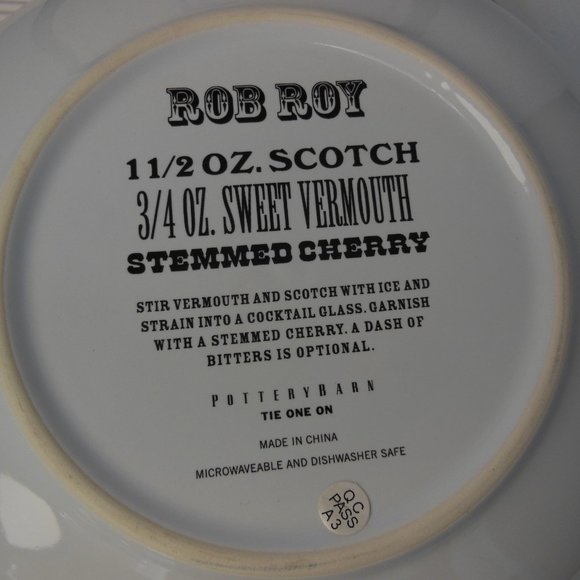 ROB ROY
1 1/2 OZ. SCOTCH
3/4 OZ. SWEET VERMOUTH
STEMMED CHERRY
STIR VERMOUTH AND SCOTCH WITH ICE AND
STRAIN INTO A COCKTAIL GLASS. GARNISH
WITH A STEMMED CHERRY. A DASH OF
BITTERS IS OPTIONAL.
POTTERY BARN
TIE ONE ON
MADE IN CHINA
MICROWAVEABLE AND DISHWASHER SAFE
QCS
PASS
A3